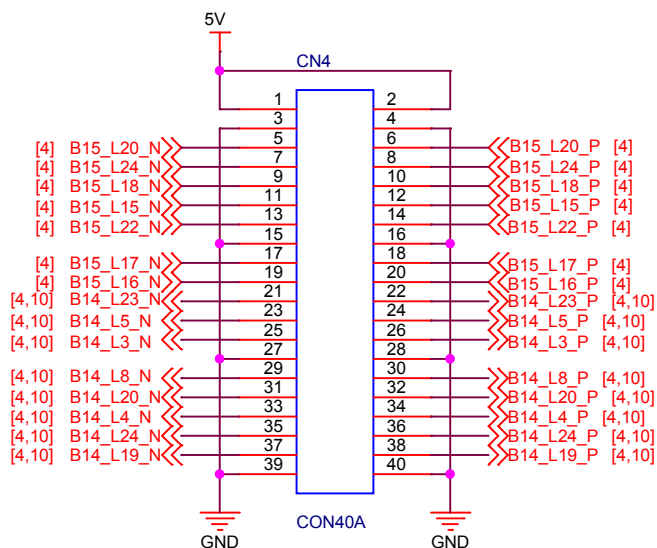 5V
CN4
1 2
3 4
[4] B15_L20_N 5 6 B15_L20_P [4]
[4] B15_L24_N 7 8 B15_L24_P [4]
[4] B15_L18_N 9 10 B15_L18_P [4]
[4] B15_L15_N 11 12 B15_L15_P [4]
[4] B15_L22_N 13 14 B15_L22_P [4]
15 16
[4] B15_L17_N 17 18 B15_L17_P [4]
[4] B15_L16_N 19 20 B15_L16_P [4]
[4,10] B14_L23_N 21 22 B14_L23_P [4,10]
[4,10] B14_L5_N 23 24 B14_L5_P [4,10]
[4,10] B14_L3_N 25 26 B14_L3_P [4,10]
27 28
[4,10] B14_L8_N 29 30 B14_L8_P [4,10]
[4,10] B14_L20_N 31 32 B14_L20_P [4,10]
[4,10] B14_L4_N 33 34 B14_L4_P [4,10]
[4,10] B14_L24_N 35 36 B14_L24_P [4,10]
[4,10] B14_L19_N 37 38 B14_L19_P [4,10]
39 40
CON40A
GND GND